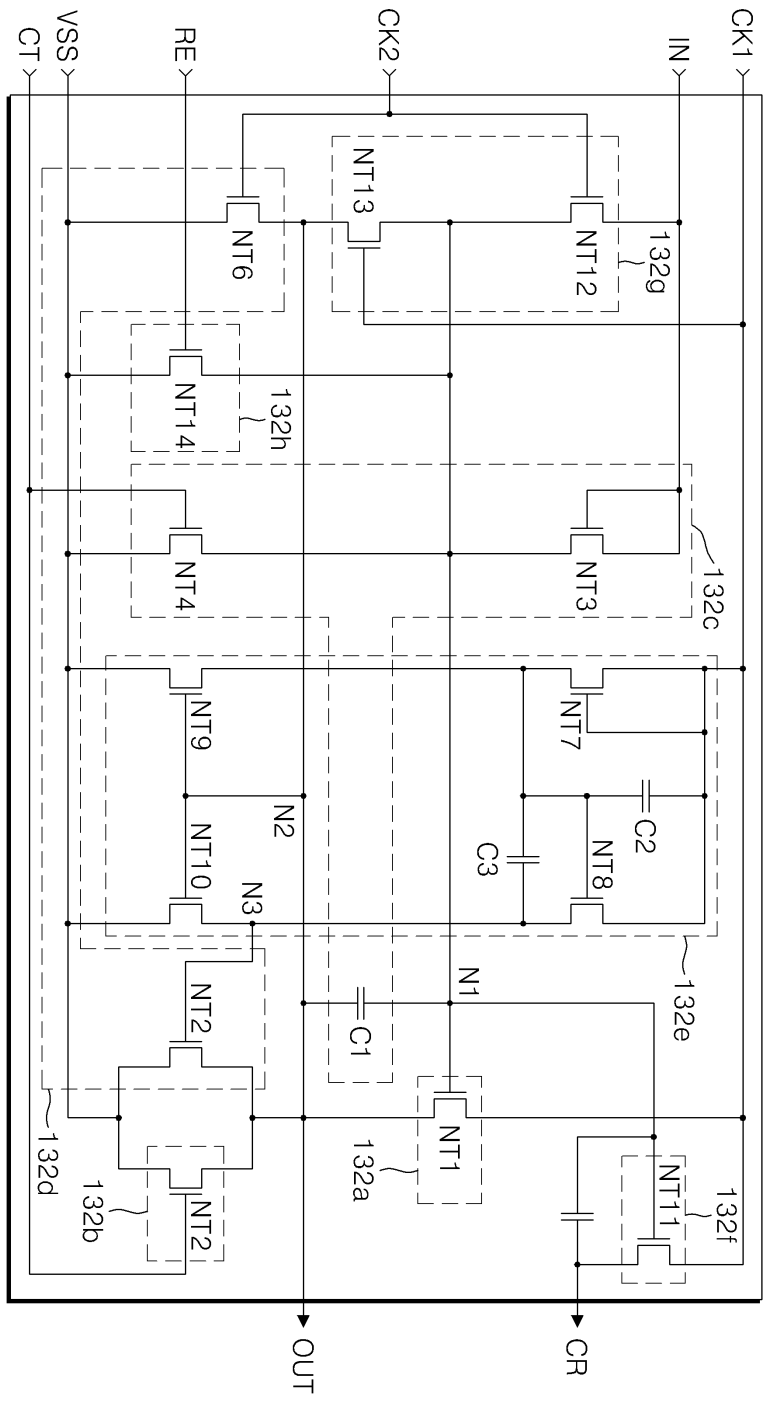 CK1
132f
132c
IN
132e
NT11
132g
C2
NT8
NT12
NT3
CR
NT7
C3
N1
NT1
CK2
NT13
C1
132a
OUT
N2
132h
N3
NT6
NT9
NT10
NT2
NT2
RE
NT14
NT4
132b
VSS
132d
CT